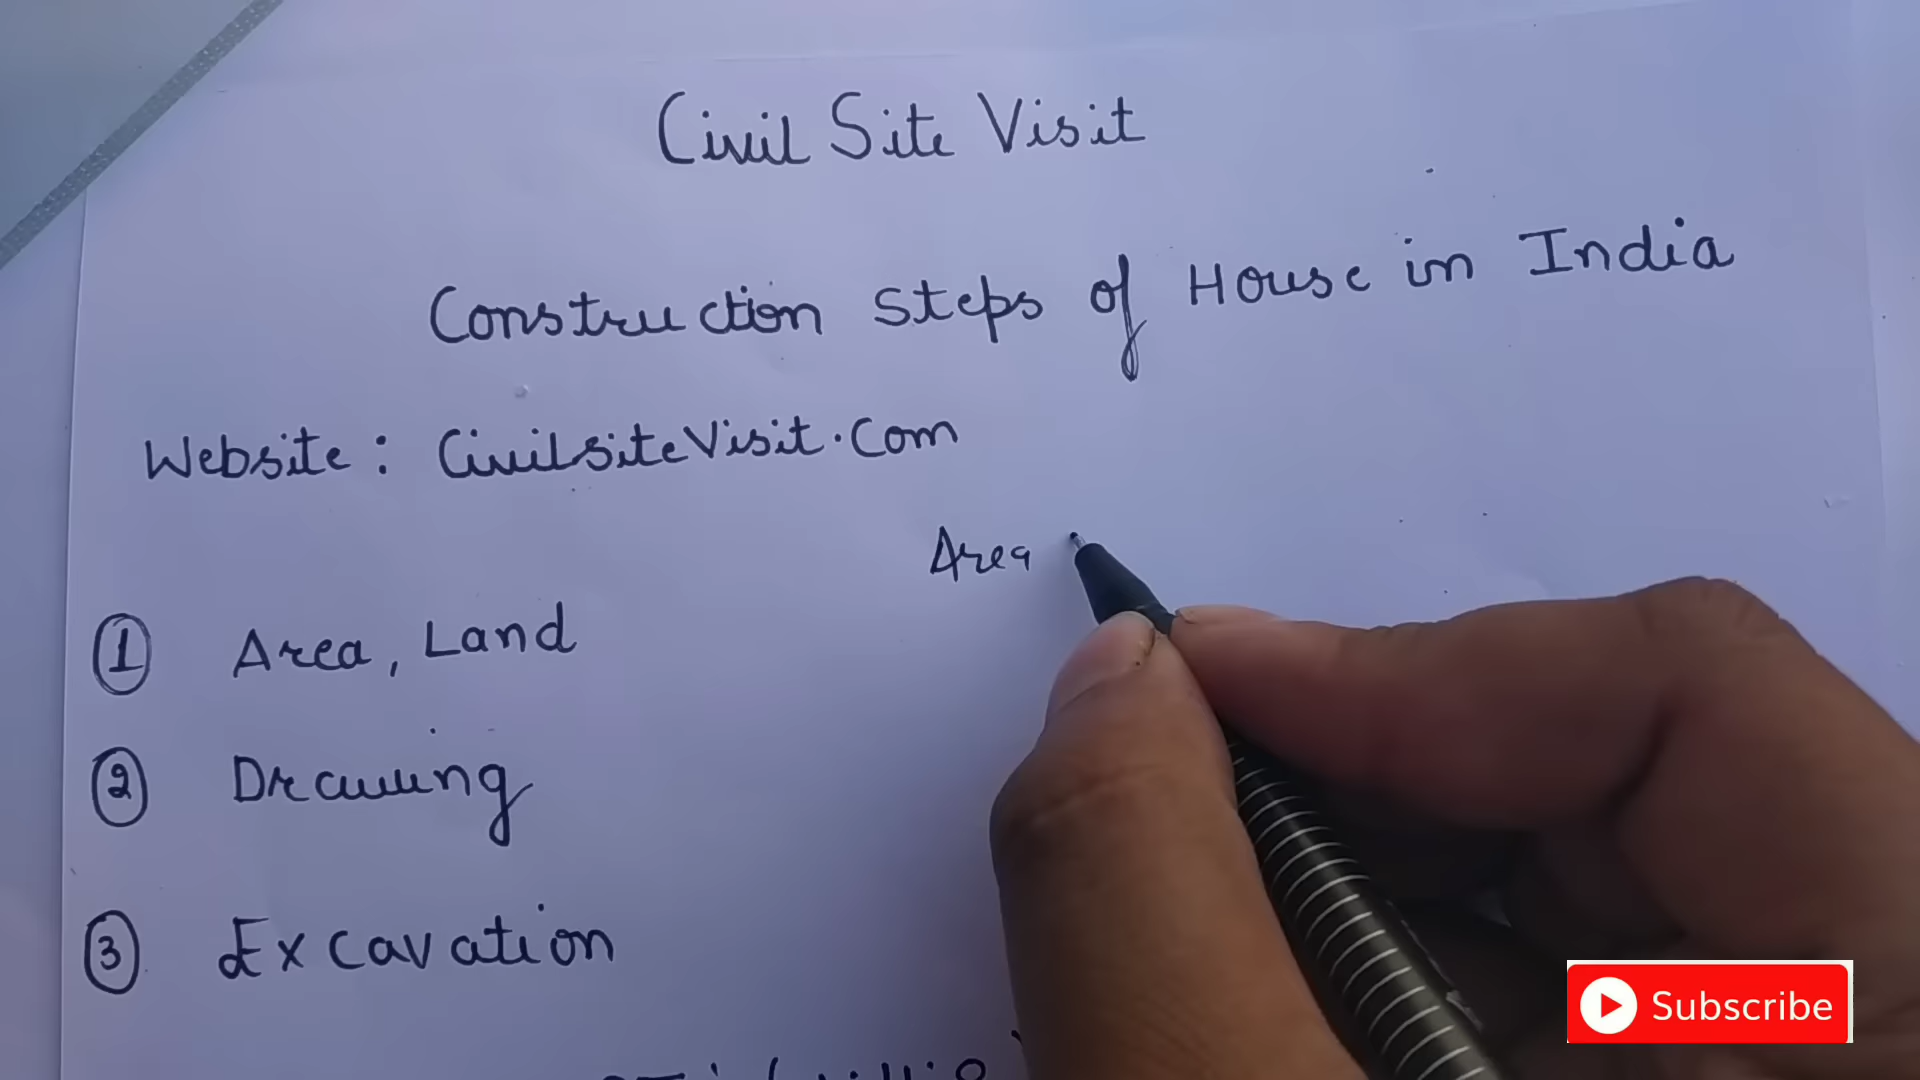 Civil Site Visit
Construction Steps of House in India
Website : CivilsiteVisit.Com
Area
① Area, Land
② Drawing
③ Excavation
Subscribe